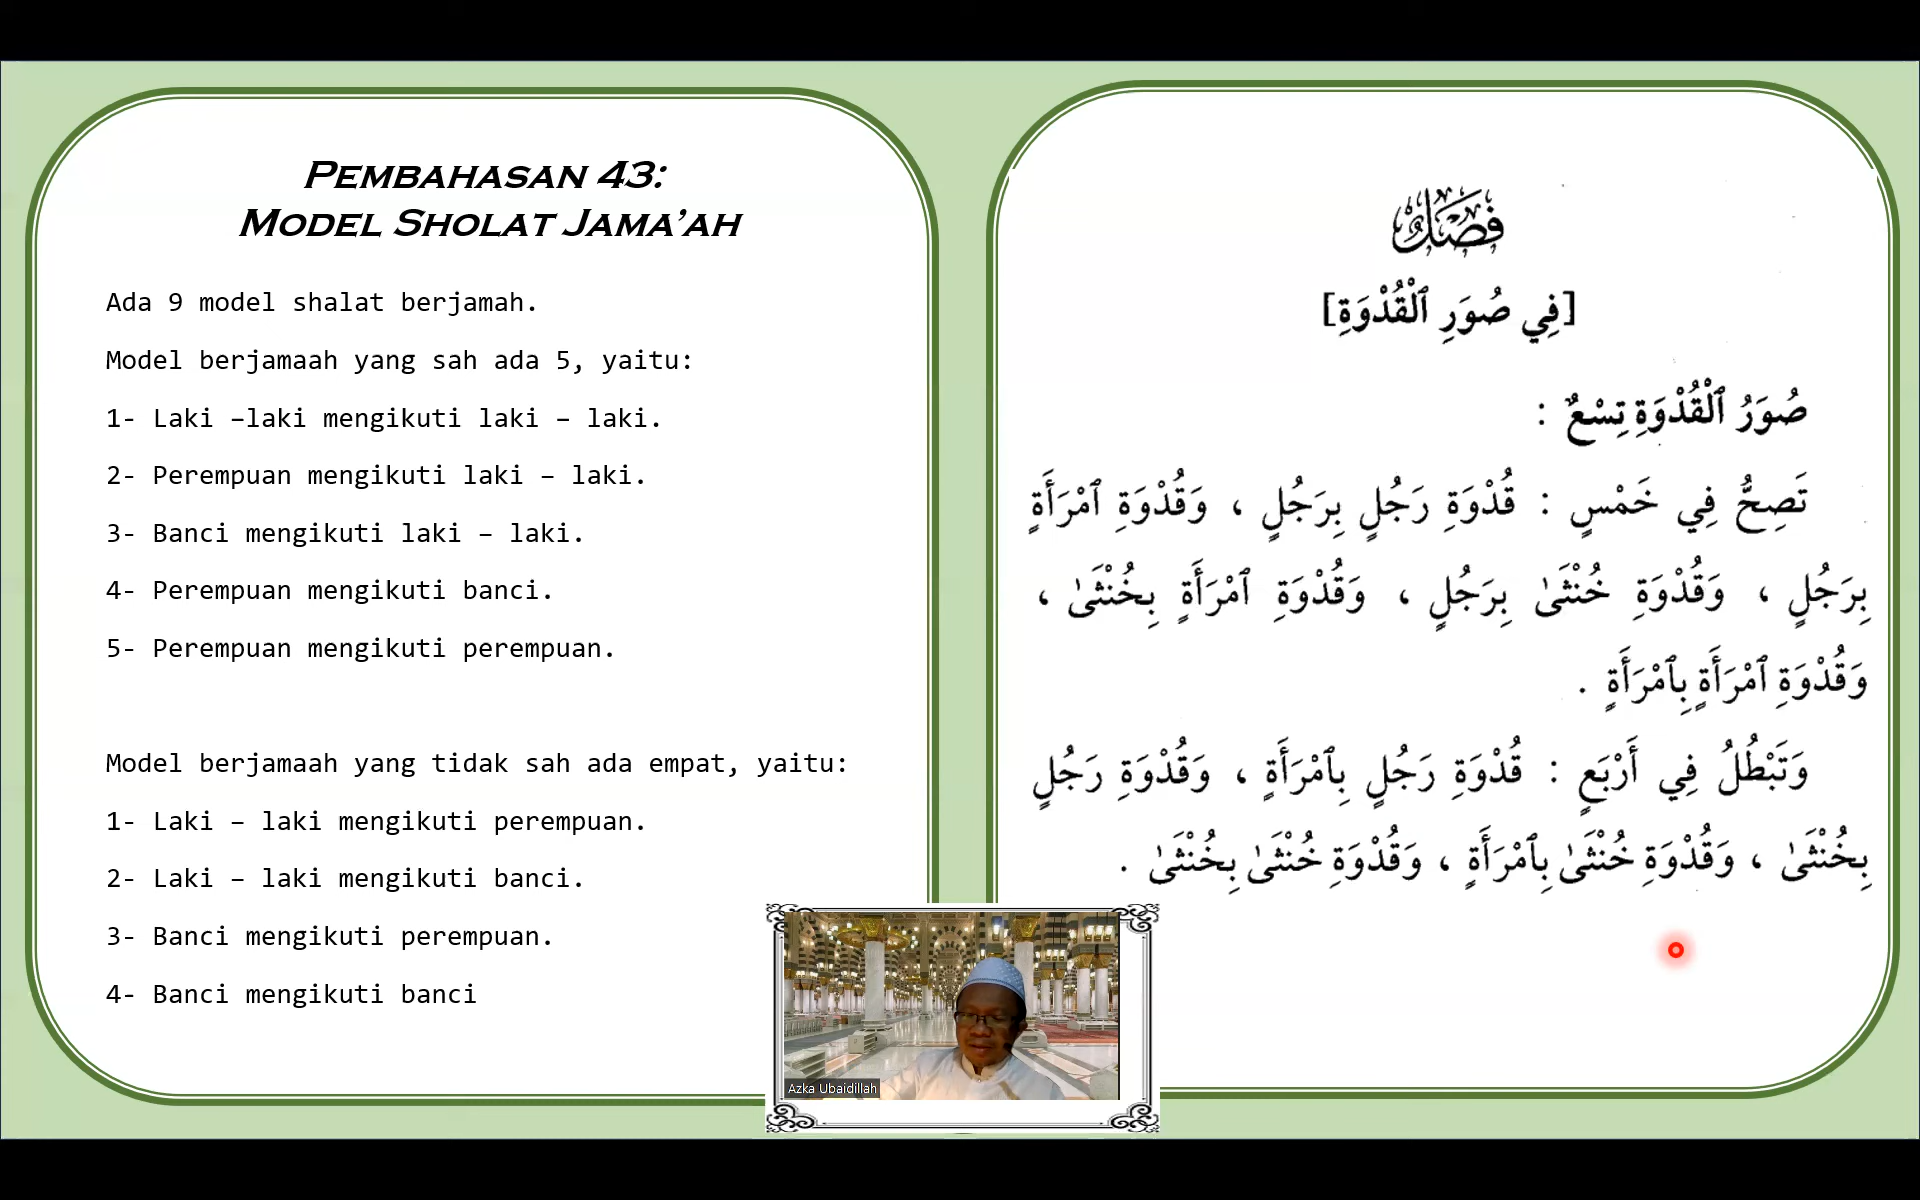 PEMBAHASAN 43:
MODEL SHOLAT JAMA’AH
Ada 9 model shalat berjamah.
Model berjamaah yang sah ada 5, yaitu:
1- Laki –laki mengikuti laki – laki.
2- Perempuan mengikuti laki – laki.
3- Banci mengikuti laki – laki.
4- Perempuan mengikuti banci.
5- Perempuan mengikuti perempuan.
Model berjamaah yang tidak sah ada empat, yaitu:
1- Laki – laki mengikuti perempuan.
2- Laki – laki mengikuti banci.
3- Banci mengikuti perempuan.
4- Banci mengikuti banci
فَصْلٌ
[فِي صُوَرِ ٱلْقُدْوَةِ]
صُوَرُ ٱلْقُدْوَةِ تِسْعٌ :
تَصِحُّ فِي خَمْسٍ : قُدْوَةِ رَجُلٍ بِرَجُلٍ ، وَقُدْوَةِ ٱمْرَأَةٍ
بِرَجُلٍ ، وَقُدْوَةِ خُنْثَىٰ بِرَجُلٍ ، وَقُدْوَةِ ٱمْرَأَةٍ بِخُنْثَىٰ ،
وَقُدْوَةِ ٱمْرَأَةٍ بِٱمْرَأَةٍ .
وَتَبْطُلُ فِي أَرْبَعٍ : قُدْوَةِ رَجُلٍ بِٱمْرَأَةٍ ، وَقُدْوَةِ رَجُلٍ
بِخُنْثَىٰ ، وَقُدْوَةِ خُنْثَىٰ بِٱمْرَأَةٍ ، وَقُدْوَةِ خُنْثَىٰ بِخُنْثَىٰ .
Azka Ubaidillah